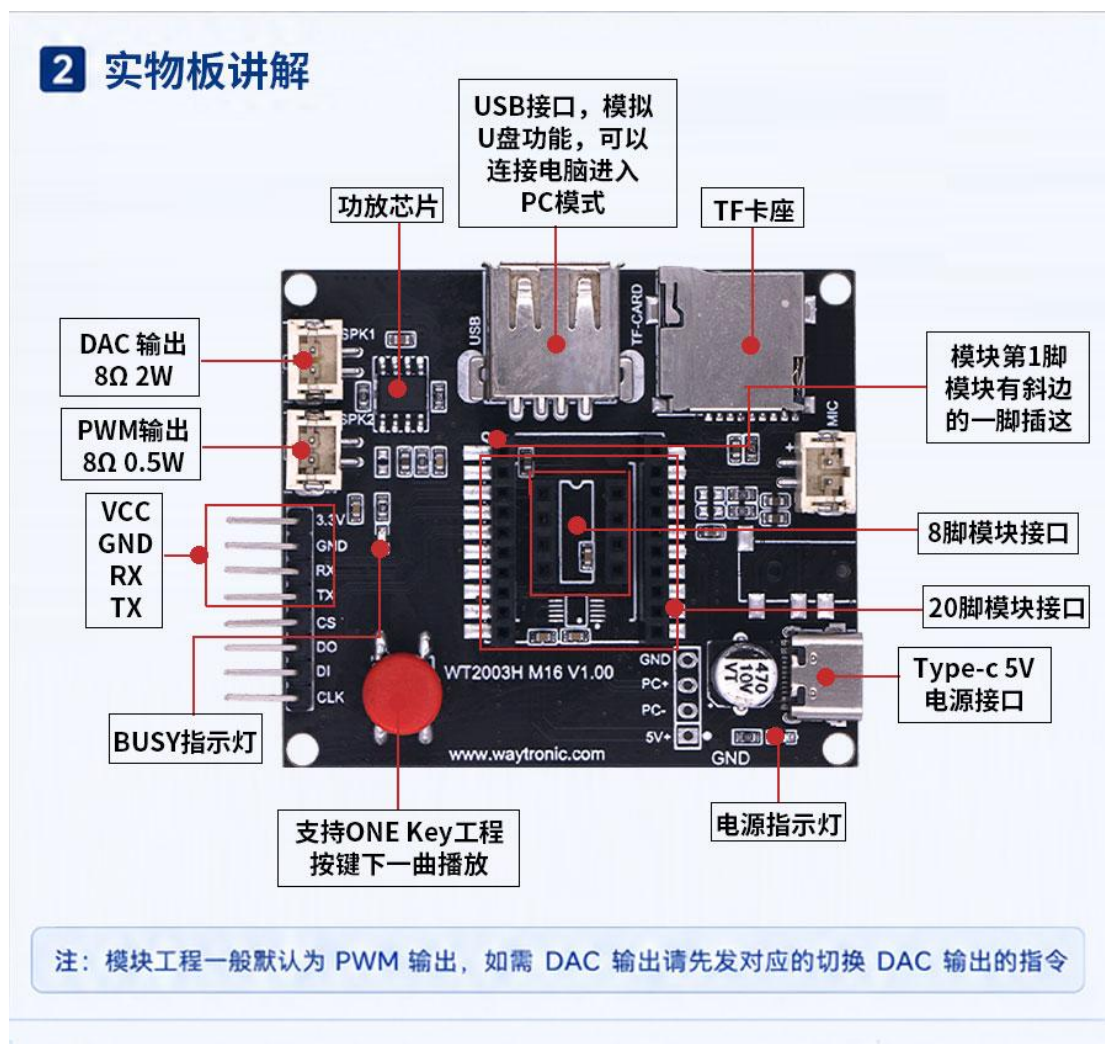 2 实物板讲解
USB接口，模拟
U盘功能，可以
连接电脑进入
PC模式
功放芯片
TF卡座
DAC 输出
8Ω 2W
PWM输出
8Ω 0.5W
VCC
GND
RX
TX
模块第1脚
模块有斜边
的一脚插这
8脚模块接口
20脚模块接口
Type-c 5V
电源接口
BUSY指示灯
支持ONE Key工程
按键下一曲播放
电源指示灯
SPK1
SPK2
USB
TF-CARD
MIC
+
3.3V
GND
RX
TX
CS
DO
DI
CLK
WT2003H M16 V1.00
www.waytronic.com
GND
PC+
PC-
5V+
GND
470
10V
VT
注：模块工程一般默认为 PWM 输出，如需 DAC 输出请先发对应的切换 DAC 输出的指令